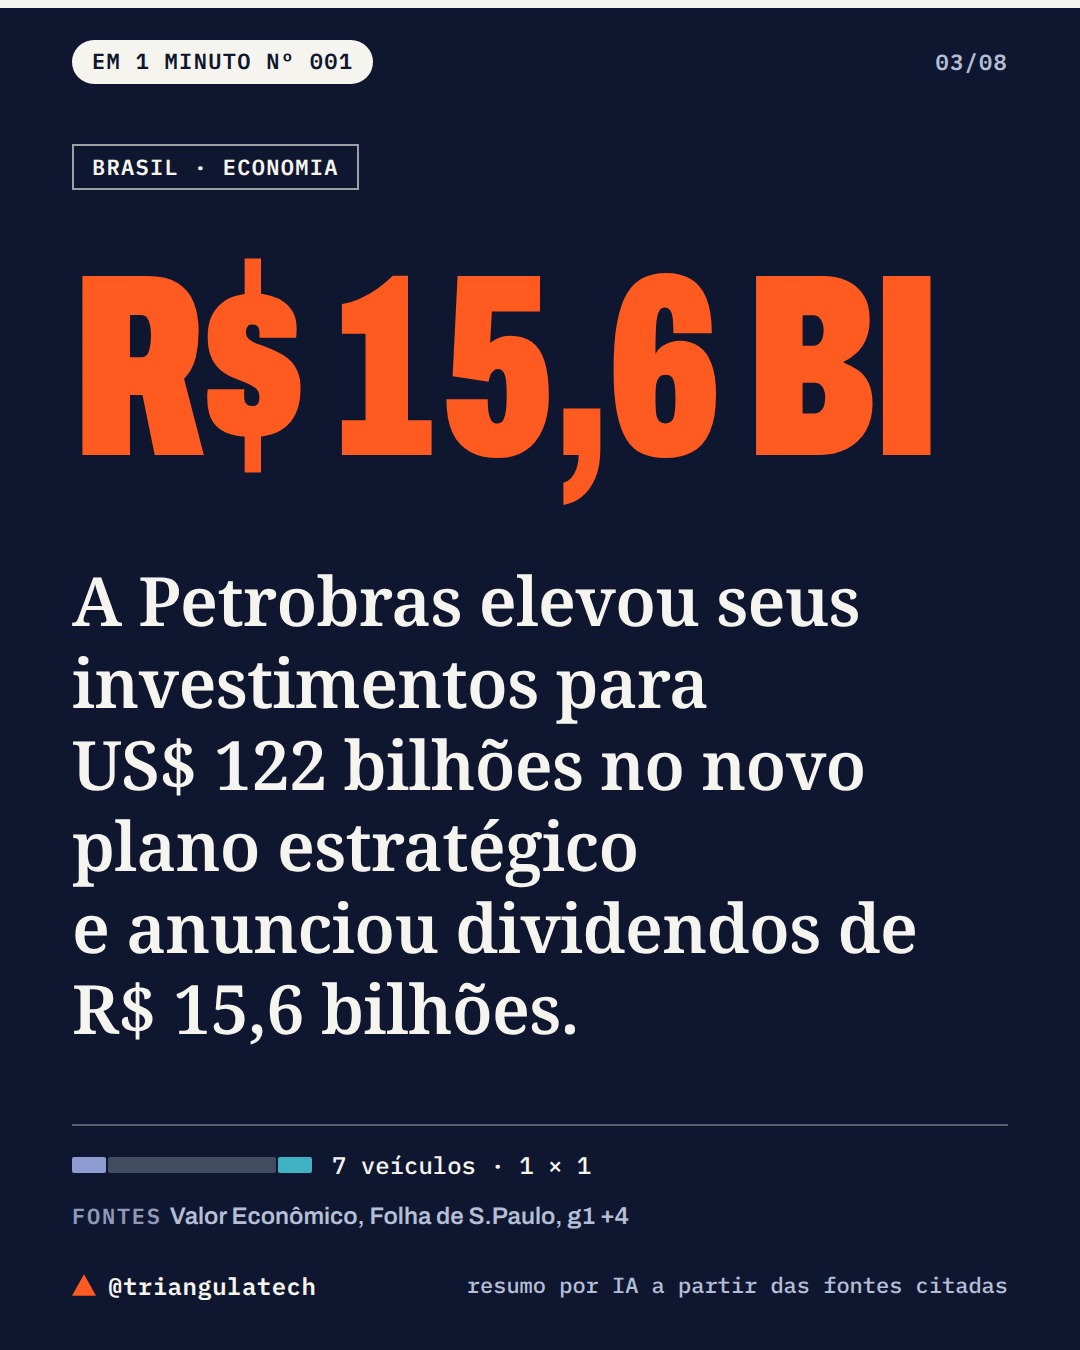 EM 1 MINUTO Nº 001
03/08
BRASIL · ECONOMIA
R$ 15,6 BI
A Petrobras elevou seus
investimentos para
US$ 122 bilhões no novo
plano estratégico
e anunciou dividendos de
R$ 15,6 bilhões.
7 veículos · 1 × 1
FONTES Valor Econômico, Folha de S.Paulo, g1 +4
@triangulatech
resumo por IA a partir das fontes citadas